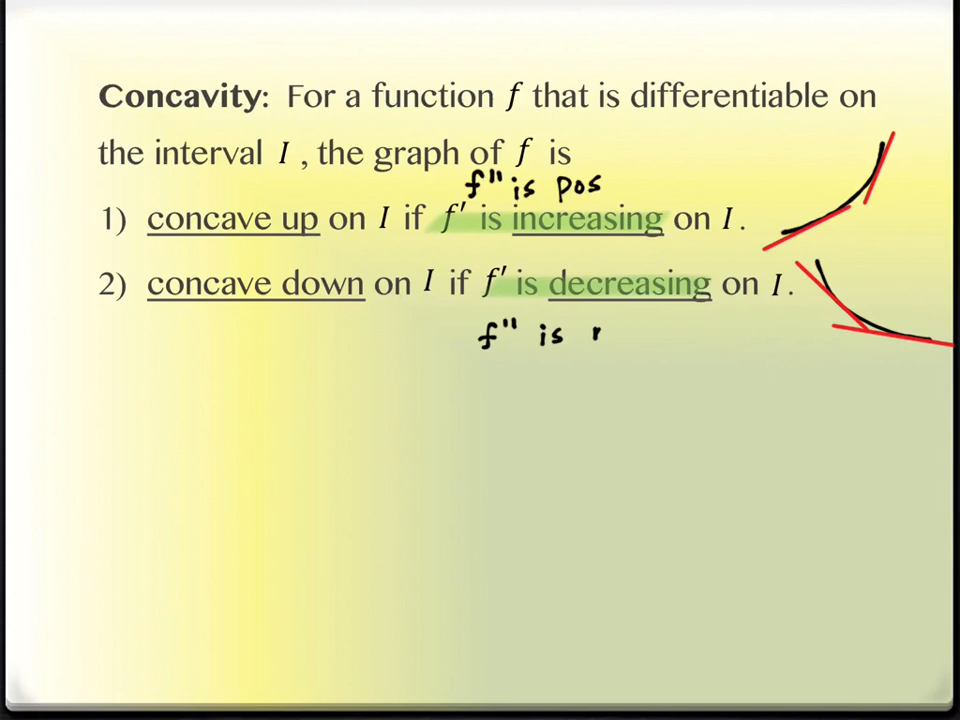 Concavity: For a function f that is differentiable on
the interval I , the graph of f is
f" is pos
1) concave up on I if f' is increasing on I .
2) concave down on I if f' is decreasing on I .
f" is